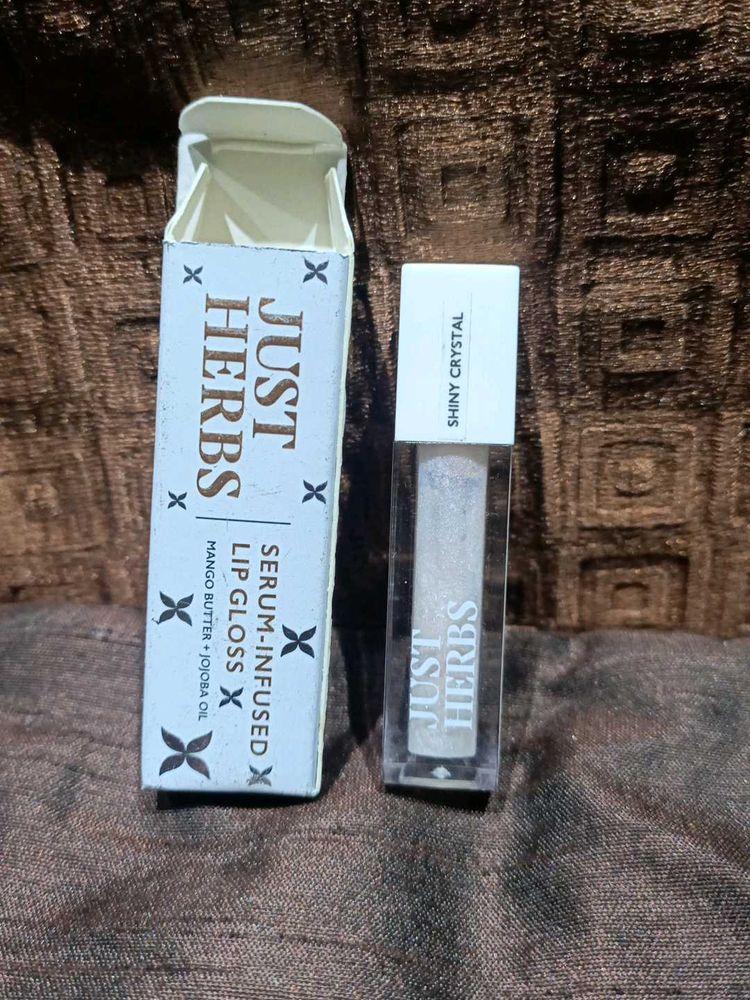 JUST
HERBS
SERUM-INFUSED
LIP GLOSS
MANGO BUTTER + JOJOBA OIL
SHINY CRYSTAL
JUST
HERBS